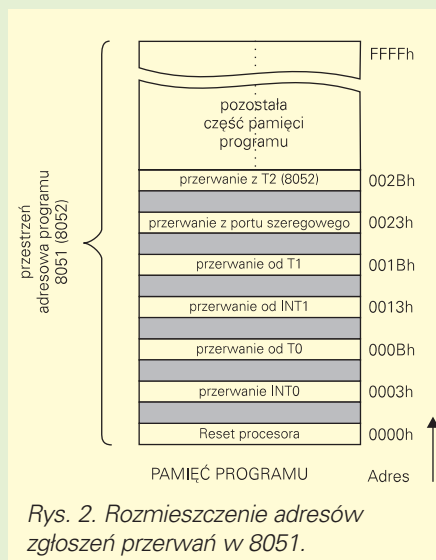 FFFFh
pozostała
część pamięci
programu
przerwanie z T2 (8052) 002Bh
przerwanie z portu szeregowego 0023h
przerwanie od T1 001Bh
przerwanie od INT1 0013h
przerwanie od T0 000Bh
przerwanie INT0 0003h
Reset procesora 0000h
przestrzeń
adresowa programu
8051 (8052)
PAMIĘĆ PROGRAMU Adres
Rys. 2. Rozmieszczenie adresów
zgłoszeń przerwań w 8051.